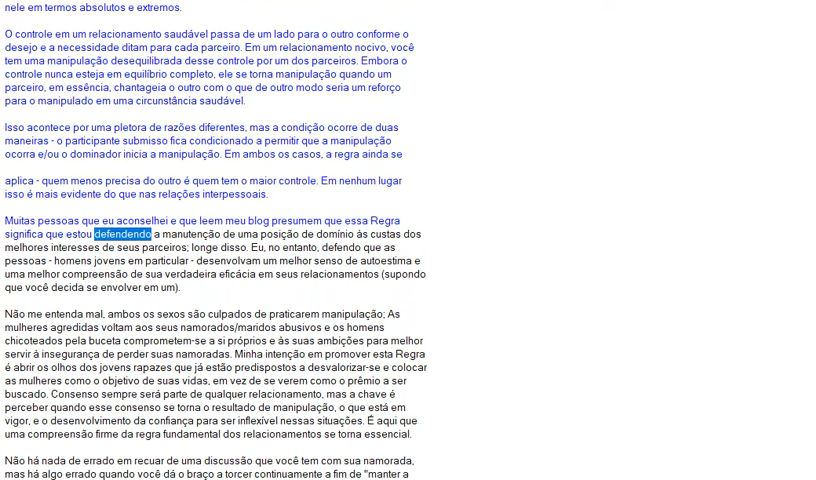 nele em termos absolutos e extremos.
O controle em um relacionamento saudável passa de um lado para o outro conforme o
desejo e a necessidade ditam para cada parceiro. Em um relacionamento nocivo, você
tem uma manipulação desequilibrada desse controle por um dos parceiros. Embora o
controle nunca esteja em equilíbrio completo, ele se torna manipulação quando um
parceiro, em essência, chantageia o outro com o que de outro modo seria um reforço
para o manipulado em uma circunstância saudável.
Isso acontece por uma pletora de razões diferentes, mas a condição ocorre de duas
maneiras - o participante submisso fica condicionado a permitir que a manipulação
ocorra e/ou o dominador inicia a manipulação. Em ambos os casos, a regra ainda se
aplica - quem menos precisa do outro é quem tem o maior controle. Em nenhum lugar
isso é mais evidente do que nas relações interpessoais.
Muitas pessoas que eu aconselhei e que leem meu blog presumem que essa Regra
significa que estou defendendo a manutenção de uma posição de domínio às custas dos
melhores interesses de seus parceiros; longe disso. Eu, no entanto, defendo que as
pessoas - homens jovens em particular - desenvolvam um melhor senso de autoestima e
uma melhor compreensão de sua verdadeira eficácia em seus relacionamentos (supondo
que você decida se envolver em um).
Não me entenda mal, ambos os sexos são culpados de praticarem manipulação; As
mulheres agredidas voltam aos seus namorados/maridos abusivos e os homens
chicoteados pela buceta comprometem-se a si próprios e às suas ambições para melhor
servir à insegurança de perder suas namoradas. Minha intenção em promover esta Regra
é abrir os olhos dos jovens rapazes que já estão predispostos a desvalorizar-se e colocar
as mulheres como o objetivo de suas vidas, em vez de se verem como o prêmio a ser
buscado. Consenso sempre será parte de qualquer relacionamento, mas a chave é
perceber quando esse consenso se torna o resultado de manipulação, o que está em
vigor, e o desenvolvimento da confiança para ser inflexível nessas situações. É aqui que
uma compreensão firme da regra fundamental dos relacionamentos se torna essencial.
Não há nada de errado em recuar de uma discussão que você tem com sua namorada,
mas há algo errado quando você dá o braço a torcer continuamente a fim de "manter a